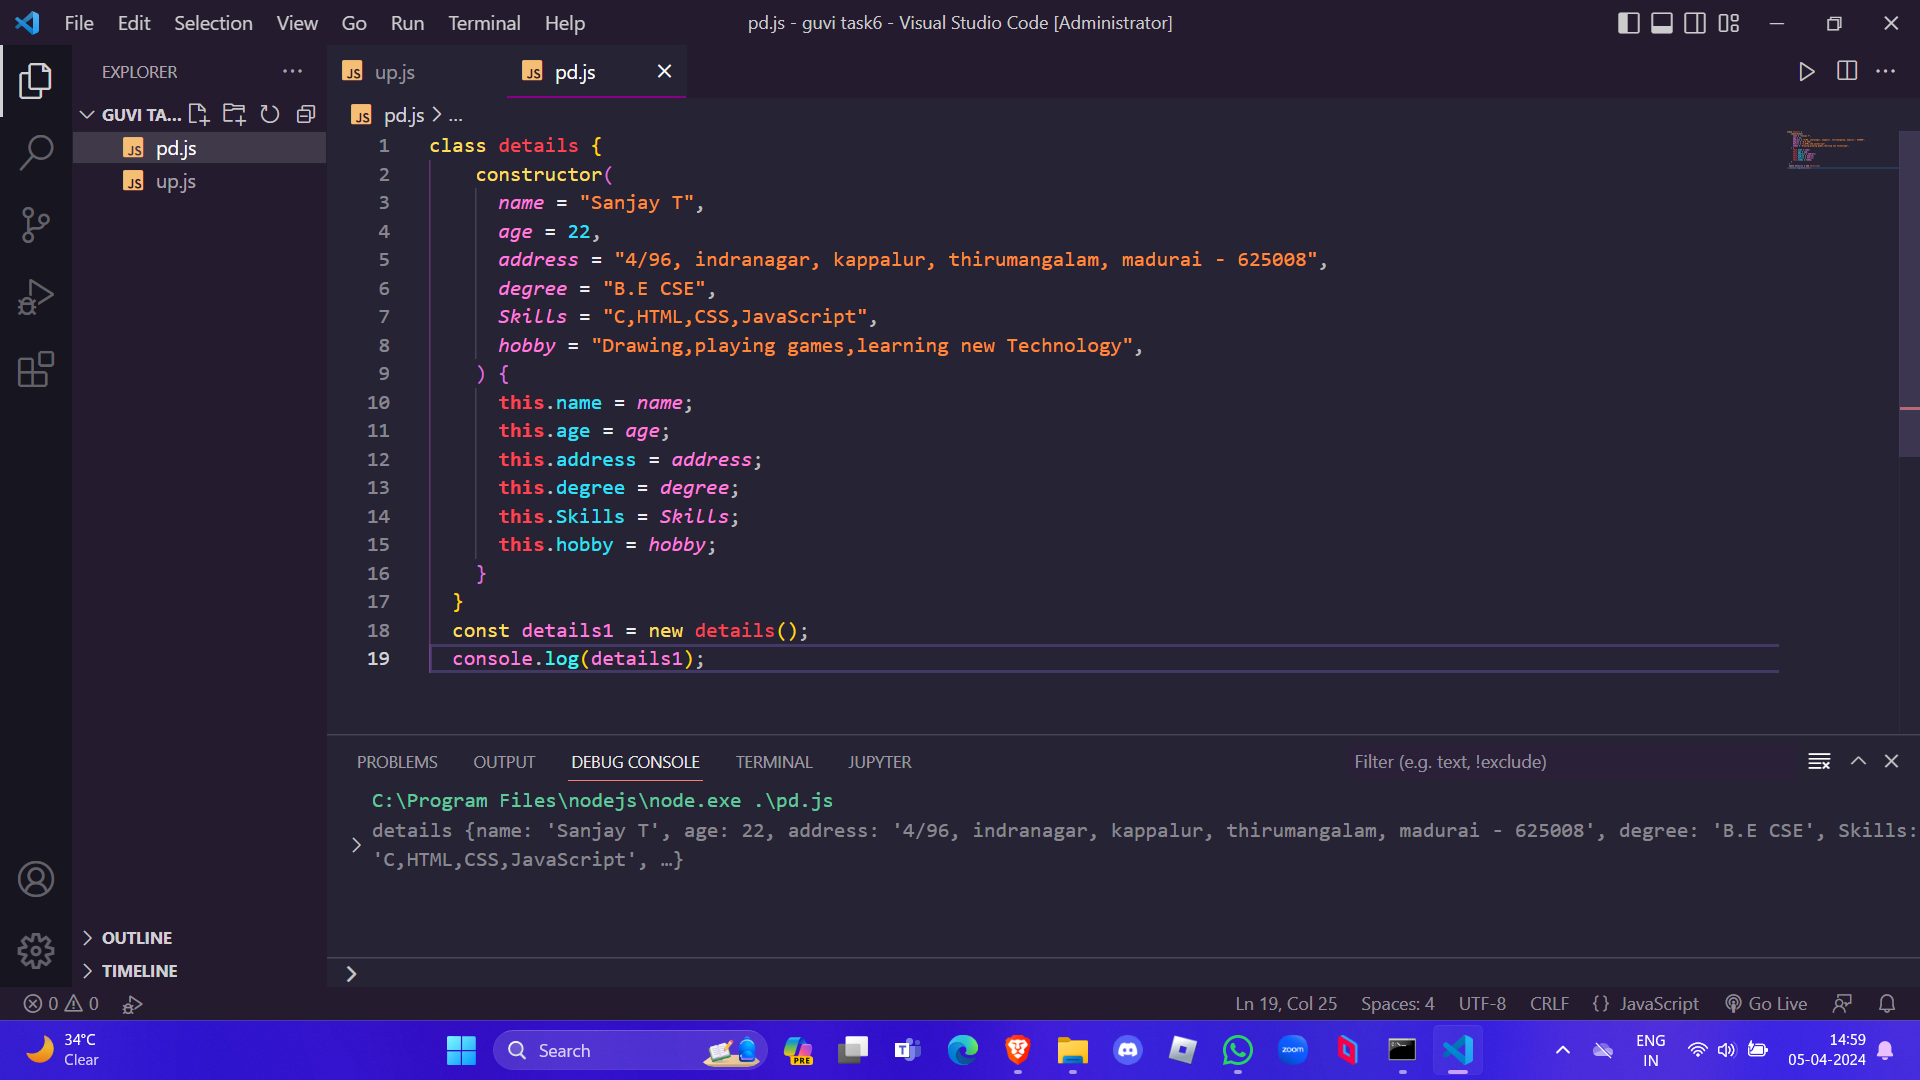 File Edit Selection View Go Run Terminal Help
pd.js - guvi task6 - Visual Studio Code [Administrator]
EXPLORER
GUVI TA...
JS pd.js
JS up.js
OUTLINE
TIMELINE
JS up.js
JS pd.js
JS pd.js > ...
1 class details {
2 constructor(
3 name = "Sanjay T",
4 age = 22,
5 address = "4/96, indranagar, kappalur, thirumangalam, madurai - 625008",
6 degree = "B.E CSE",
7 Skills = "C,HTML,CSS,JavaScript",
8 hobby = "Drawing,playing games,learning new Technology",
9 ) {
10 this.name = name;
11 this.age = age;
12 this.address = address;
13 this.degree = degree;
14 this.Skills = Skills;
15 this.hobby = hobby;
16 }
17 }
18 const details1 = new details();
19 console.log(details1);
PROBLEMS OUTPUT DEBUG CONSOLE TERMINAL JUPYTER
Filter (e.g. text, !exclude)
C:\Program Files\nodejs\node.exe .\pd.js
details {name: 'Sanjay T', age: 22, address: '4/96, indranagar, kappalur, thirumangalam, madurai - 625008', degree: 'B.E CSE', Skills:
'C,HTML,CSS,JavaScript', …}
0 0
Ln 19, Col 25 Spaces: 4 UTF-8 CRLF {} JavaScript Go Live
34°C
Clear
Search
PRE
zoom
ENG
IN
14:59
05-04-2024